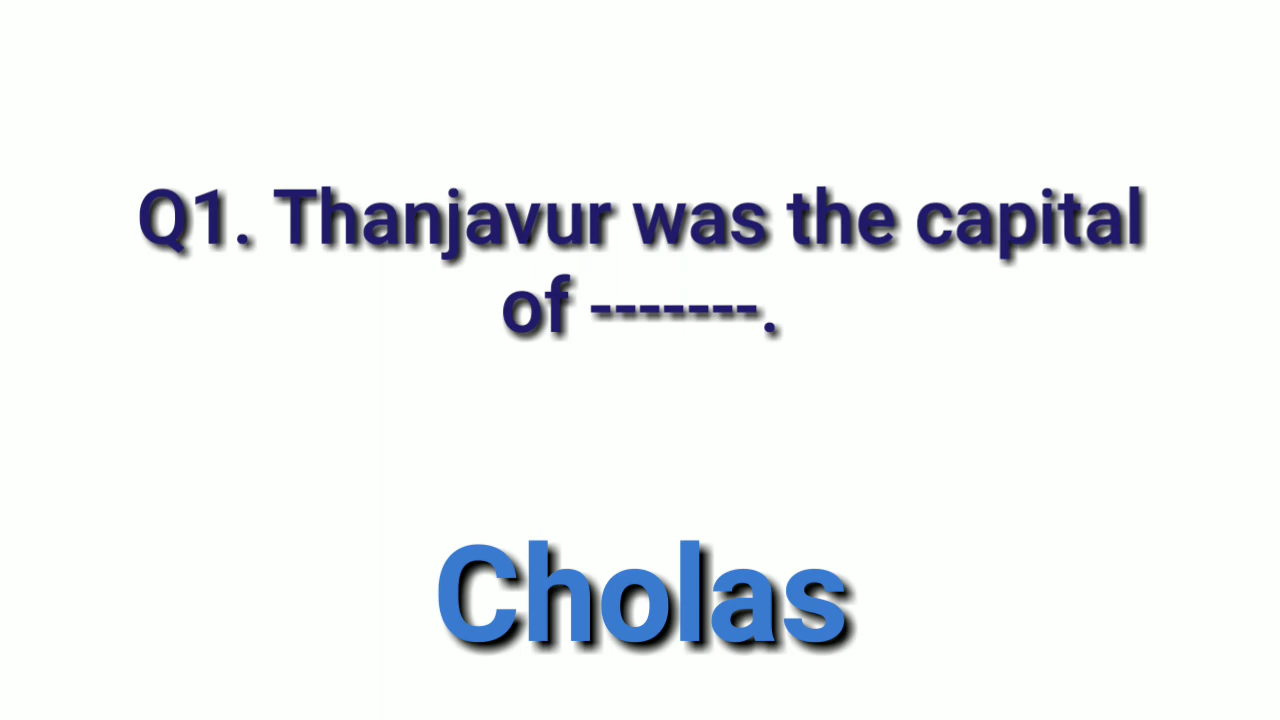 Q1. Thanjavur was the capital
of -------.
Cholas